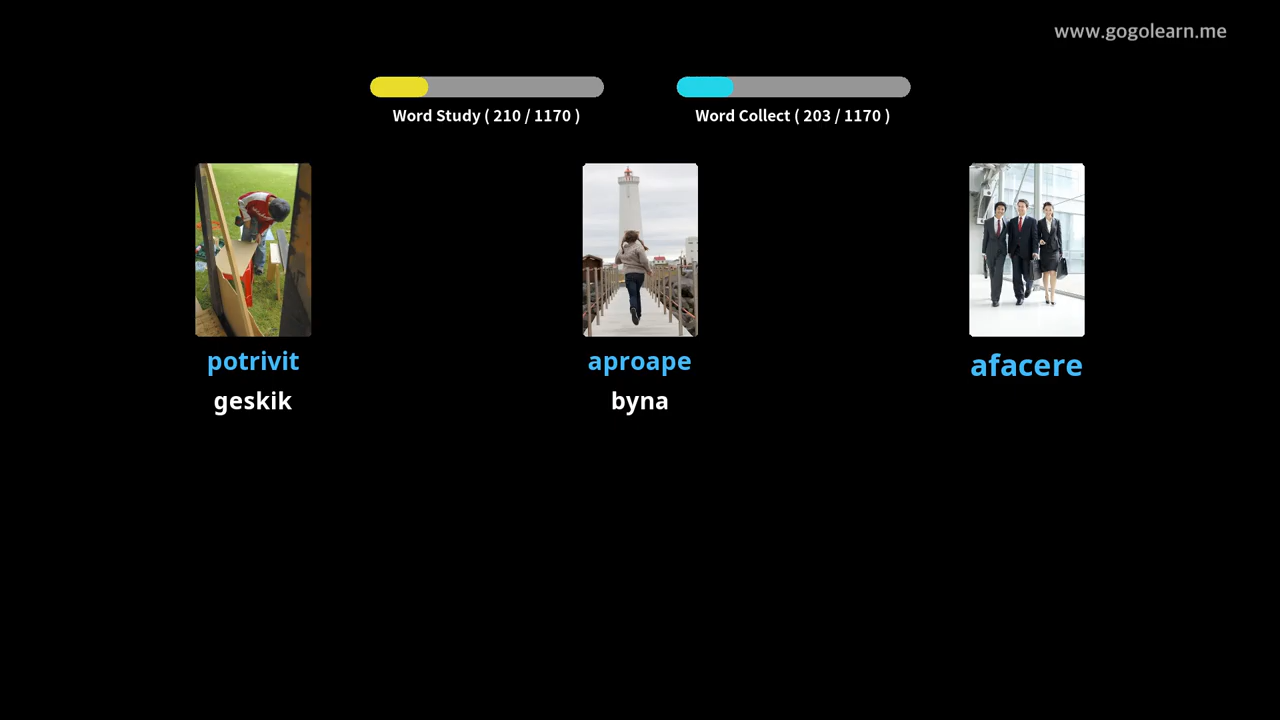 www.gogolearn.me
Word Study ( 210 / 1170 )
Word Collect ( 203 / 1170 )
potrivit
geskik
aproape
byna
afacere